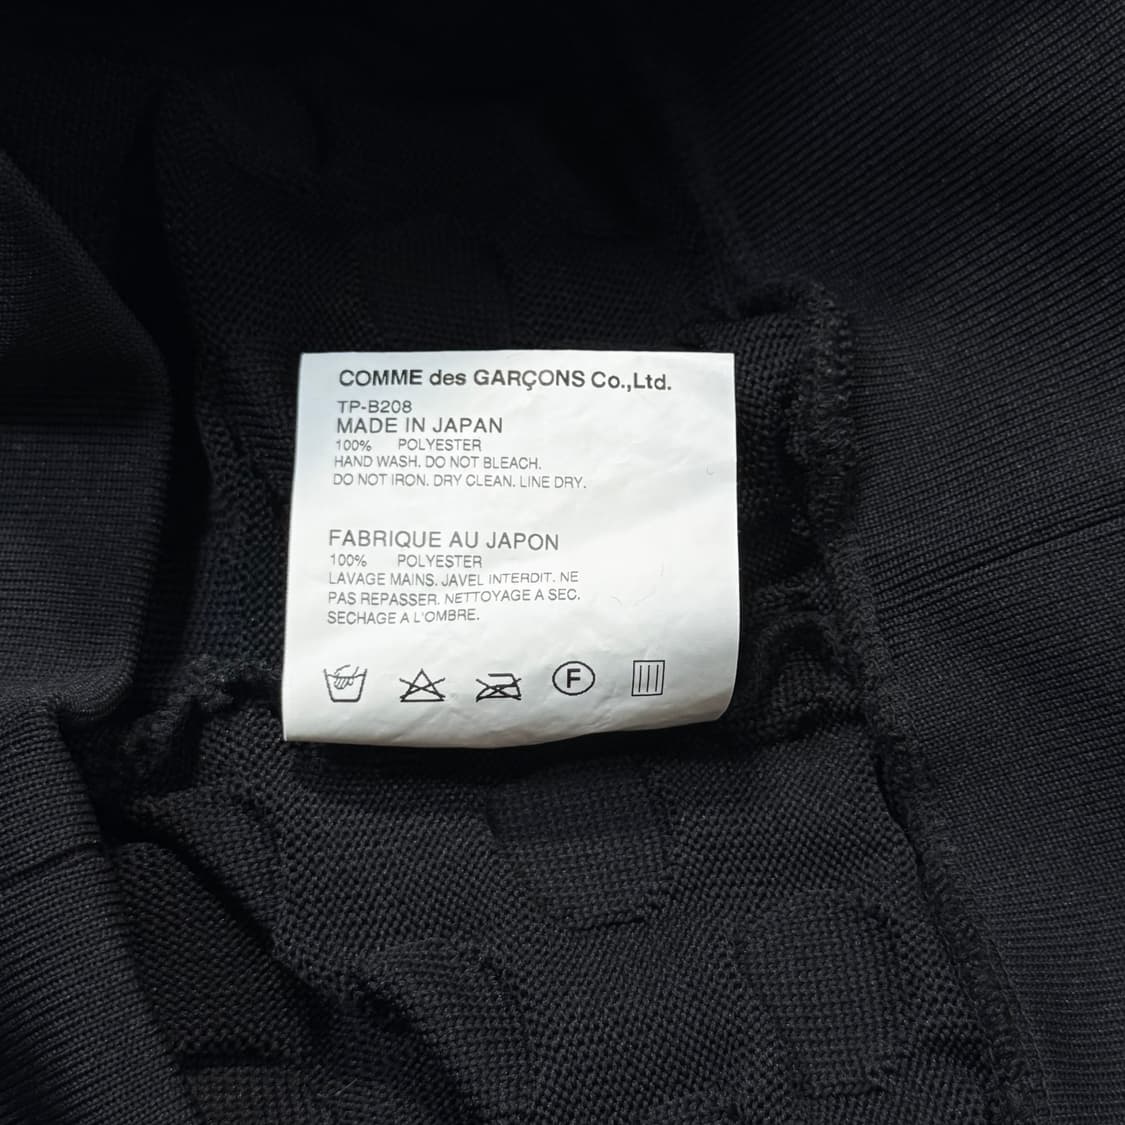 COMME des GARÇONS Co.,Ltd.
TP-B208
MADE IN JAPAN
100% POLYESTER
HAND WASH. DO NOT BLEACH.
DO NOT IRON. DRY CLEAN. LINE DRY.
FABRIQUE AU JAPON
100% POLYESTER
LAVAGE MAINS. JAVEL INTERDIT. NE
PAS REPASSER. NETTOYAGE A SEC.
SECHAGE A L'OMBRE.
F